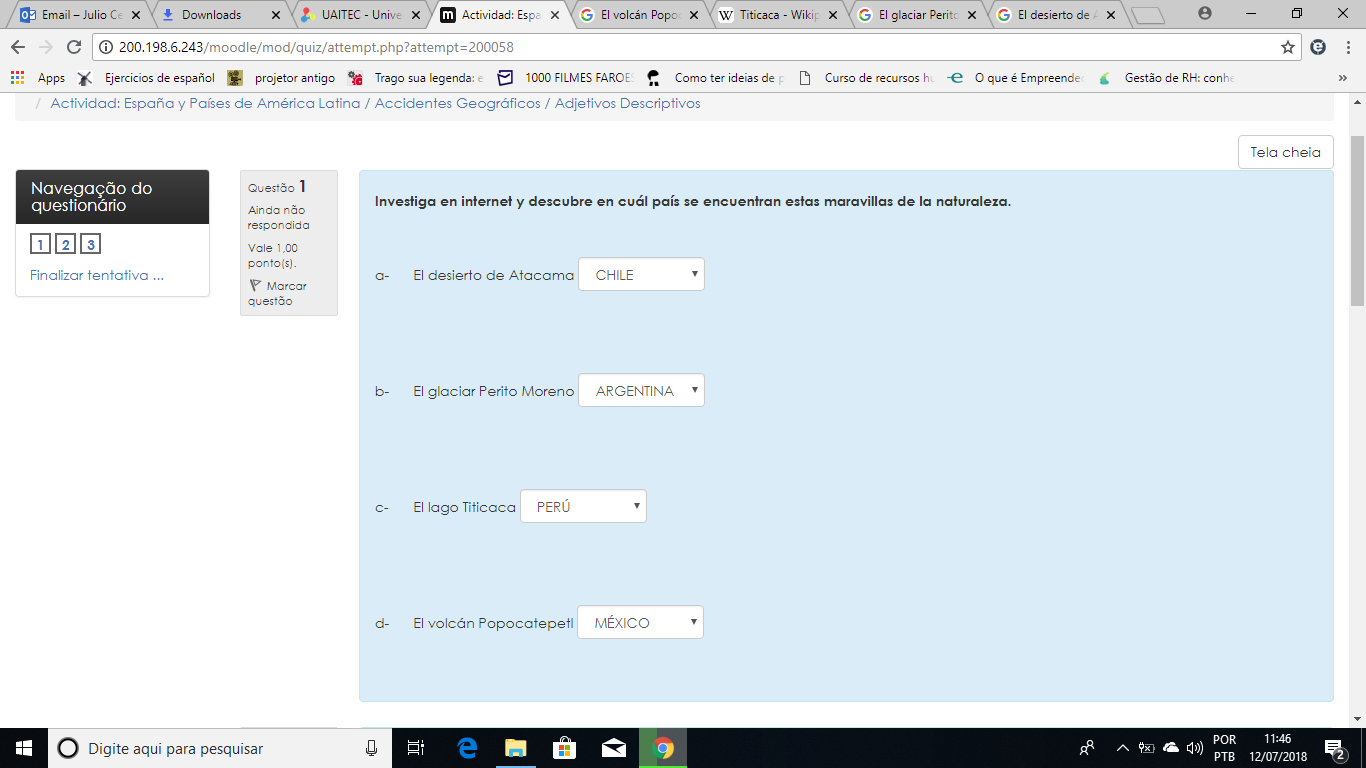 Email – Julio Ce
Downloads
UAITEC - Unive
Actividad: Espa
El volcán Popoc
Titicaca - Wikip
El glaciar Perito
El desierto de A
200.198.6.243/moodle/mod/quiz/attempt.php?attempt=200058
Apps
Ejercicios de español
projetor antigo
Trago sua legenda: e
1000 FILMES FAROES
Como ter ideias de p
Curso de recursos hu
O que é Empreende
Gestão de RH: conhe
»
/ Actividad: España y Países de América Latina / Accidentes Geográficos / Adjetivos Descriptivos
Tela cheia
Navegação do
questionário
1 2 3
Finalizar tentativa ...
Questão 1
Ainda não
respondida
Vale 1,00
ponto(s).
Marcar
questão
Investiga en internet y descubre en cuál país se encuentran estas maravillas de la naturaleza.
a- El desierto de Atacama CHILE
b- El glaciar Perito Moreno ARGENTINA
c- El lago Titicaca PERÚ
d- El volcán Popocatepetl MÉXICO
Digite aqui para pesquisar
POR
PTB
11:46
12/07/2018
2